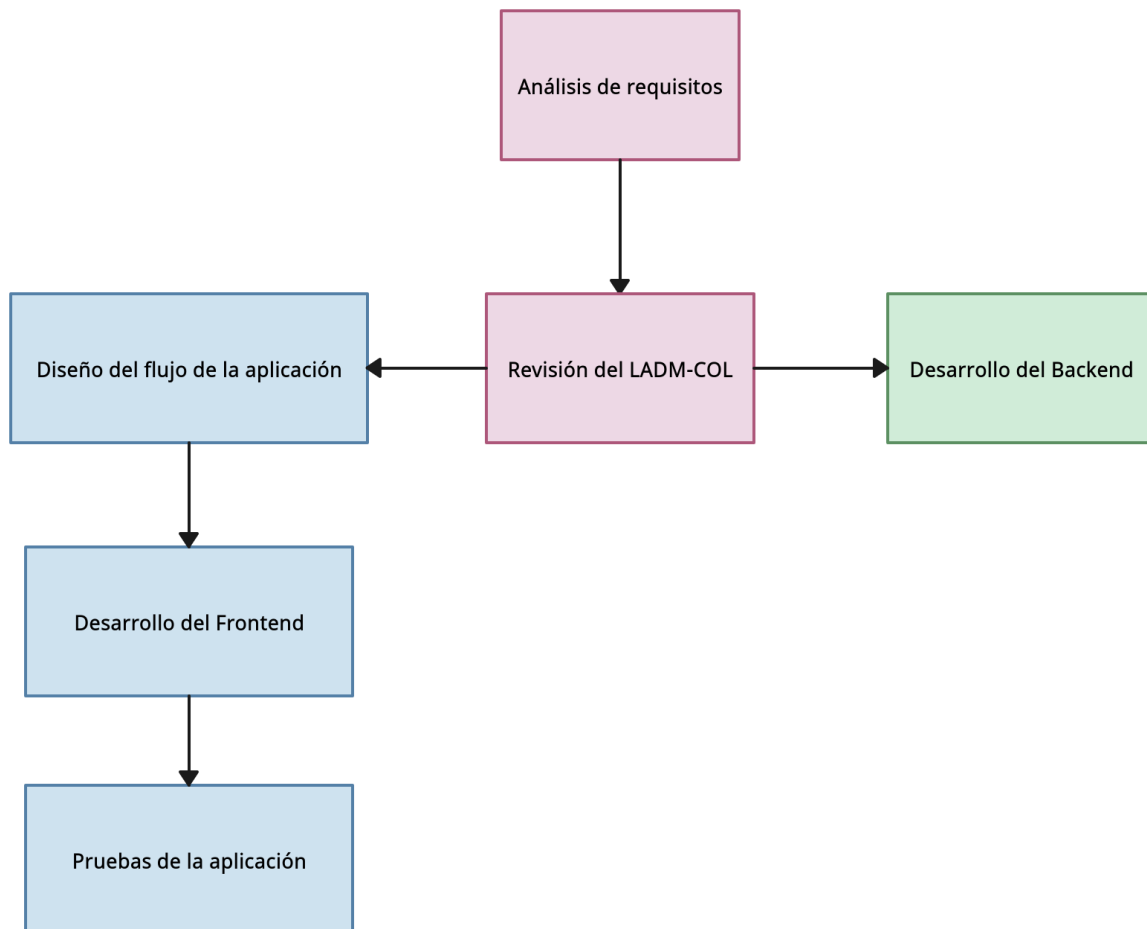 Análisis de requisitos
Diseño del flujo de la aplicación
Revisión del LADM-COL
Desarrollo del Backend
Desarrollo del Frontend
Pruebas de la aplicación